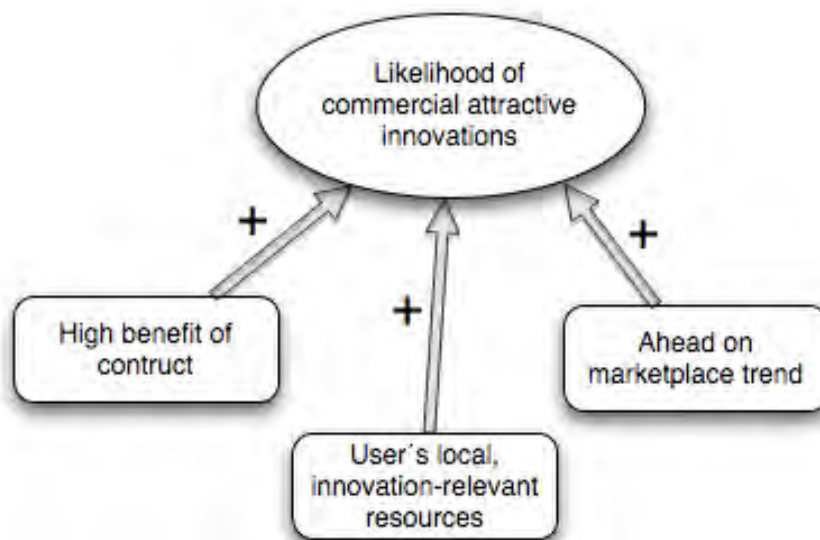 Likelihood of
commercial attractive
innovations
+
+
+
High benefit of
contruct
Ahead on
marketplace trend
User´s local,
innovation-relevant
resources